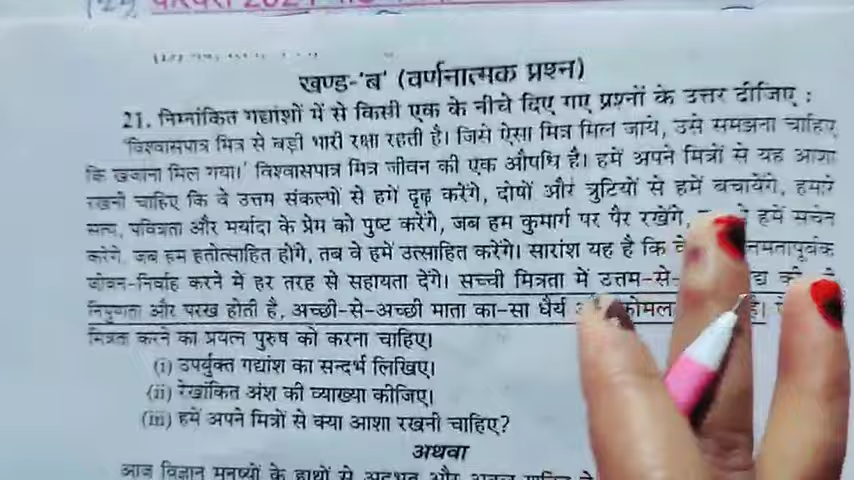 खण्ड-'ब' (वर्णनात्मक प्रश्न)
21. निम्नांकित गद्यांशों में से किसी एक के नीचे दिए गए प्रश्नों के उत्तर दीजिए :
'विश्वासपात्र मित्र से बड़ी भारी रक्षा रहती है। जिसे ऐसा मित्र मिल जाये, उसे समझना चाहिए
कि खजाना मिल गया।' विश्वासपात्र मित्र जीवन की एक औषधि है। हमें अपने मित्रों से यह आशा
रखनी चाहिए कि वे उत्तम संकल्पों से हमें दृढ़ करेंगे, दोषों और त्रुटियों से हमें बचायेंगे, हमारे
सत्य, पवित्रता और मर्यादा के प्रेम को पुष्ट करेंगे, जब हम कुमार्ग पर पैर रखेंगे, हमें सचेत
करेंगे, जब हम हतोत्साहित होंगे, तब वे हमें उत्साहित करेंगे। सारांश यह है कि वे
जीवन-निर्वाह करने में हर तरह से सहायता देंगे। सच्ची मित्रता में उत्तम-से-
निपुणता और परख होती है, अच्छी-से-अच्छी माता का-सा धैर्य कोमल है।
मित्रता करने का प्रयत्न पुरुष को करना चाहिए।
(i) उपर्युक्त गद्यांश का सन्दर्भ लिखिए।
(ii) रेखांकित अंश की व्याख्या कीजिए।
(iii) हमें अपने मित्रों से क्या आशा रखनी चाहिए?
अथवा
आज विज्ञान मनुष्यों के हाथों